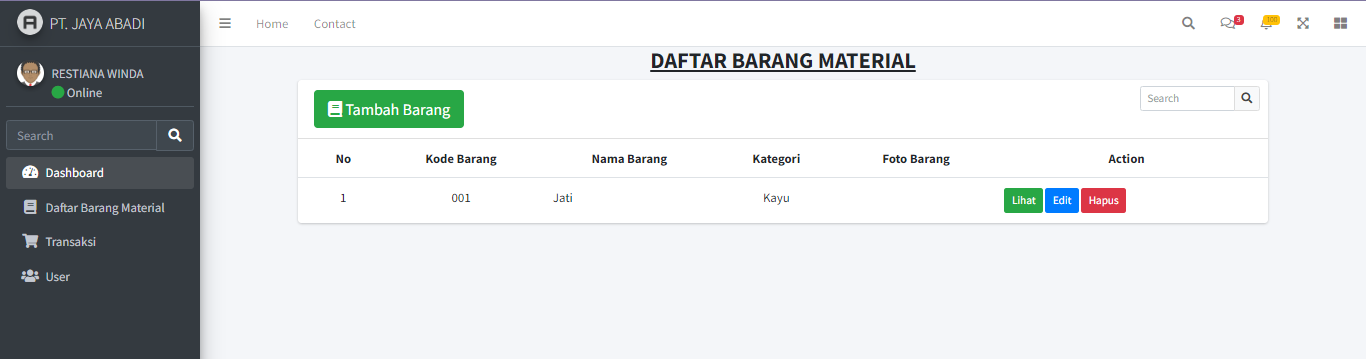 PT. JAYA ABADI
Home Contact 3 100
RESTIANA WINDA
Online
Search
Dashboard
Daftar Barang Material
Transaksi
User
DAFTAR BARANG MATERIAL
Tambah Barang Search
No Kode Barang Nama Barang Kategori Foto Barang Action
1 001 Jati Kayu Lihat Edit Hapus